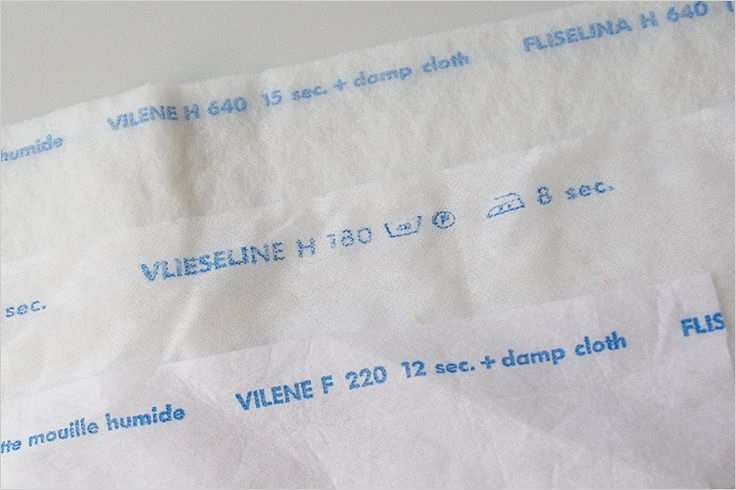 humide VILENE H 640 15 sec. + damp cloth FLISELINA H 640
sec. VLIESELINE H 180 8 sec.
mouille humide VILENE F 220 12 sec. + damp cloth FLIS